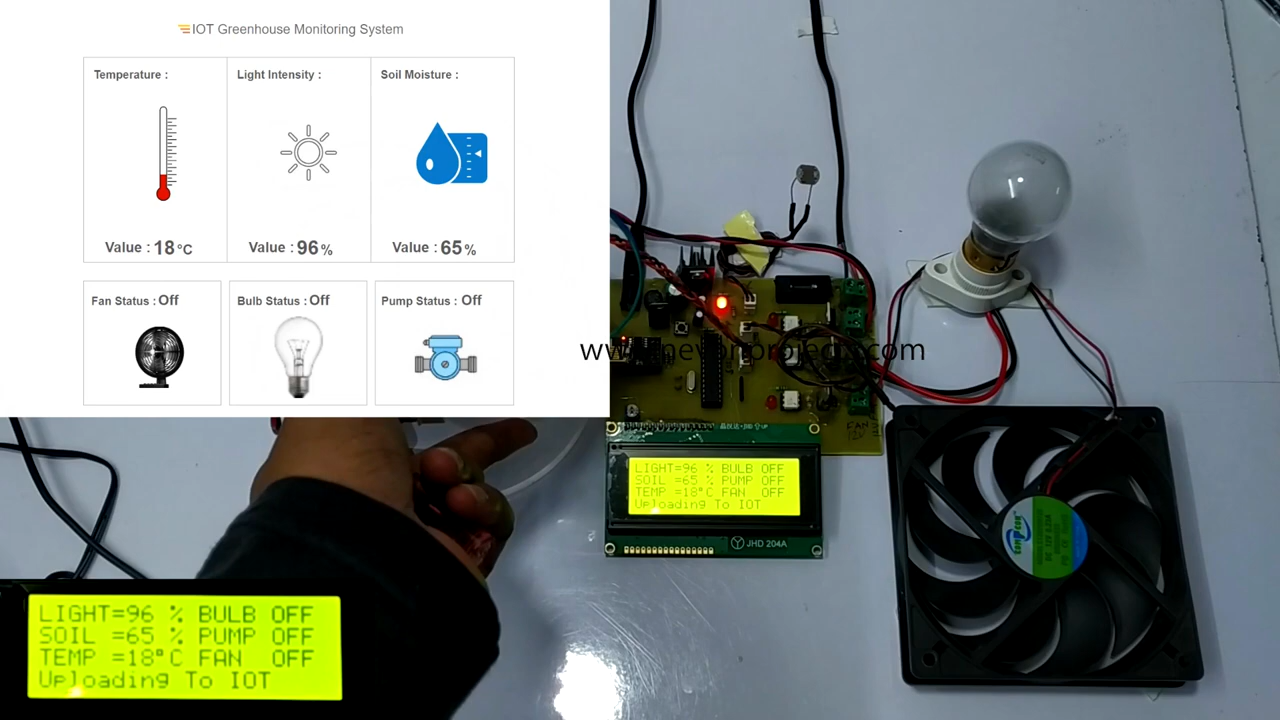 IOT Greenhouse Monitoring System
Temperature :
Light Intensity :
Soil Moisture :
Value : 18°C
Value : 96%
Value : 65%
Fan Status : Off
Bulb Status : Off
Pump Status : Off
LIGHT=96 % BULB OFF
SOIL =65 % PUMP OFF
TEMP =18°C FAN OFF
Uploading To IOT
JHD 204A
FAN
LIGHT=96 % BULB OFF
SOIL =65 % PUMP OFF
TEMP =18°C FAN OFF
Uploading To IOT